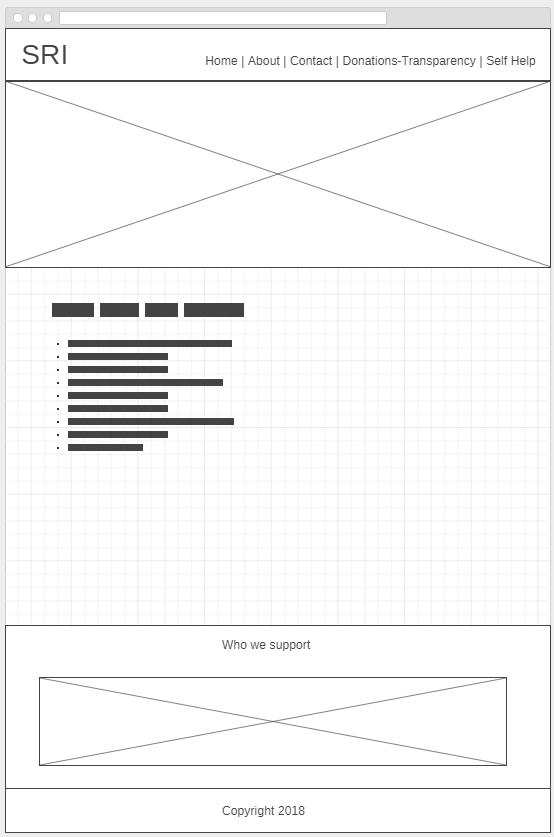 SRI
Home | About | Contact | Donations-Transparency | Self Help
Who we support
Copyright 2018